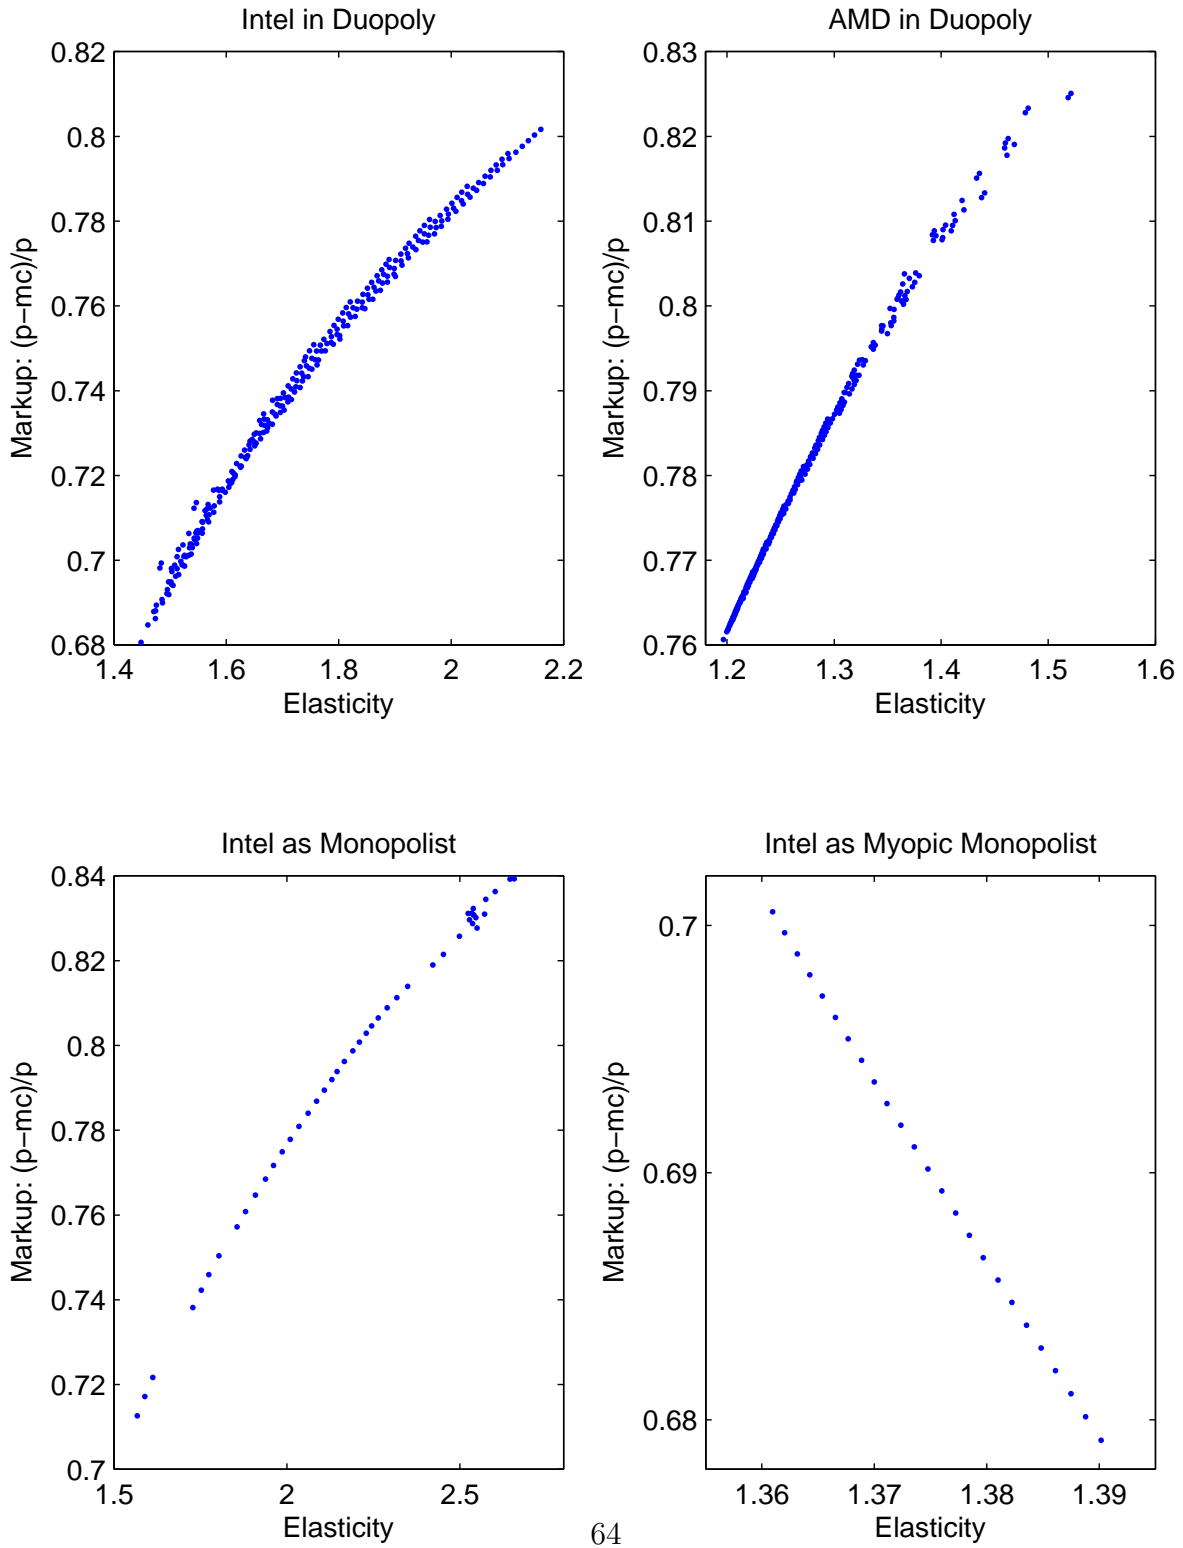 Intel in Duopoly
0.82
0.8
0.78
0.76
0.74
0.72
0.7
0.68
Markup: (p−mc)/p
1.4 1.6 1.8 2 2.2
Elasticity
AMD in Duopoly
0.83
0.82
0.81
0.8
0.79
0.78
0.77
0.76
Markup: (p−mc)/p
1.2 1.3 1.4 1.5 1.6
Elasticity
Intel as Monopolist
0.84
0.82
0.8
0.78
0.76
0.74
0.72
0.7
Markup: (p−mc)/p
1.5 2 2.5
Elasticity
Intel as Myopic Monopolist
0.7
0.69
0.68
Markup: (p−mc)/p
1.36 1.37 1.38 1.39
Elasticity
64